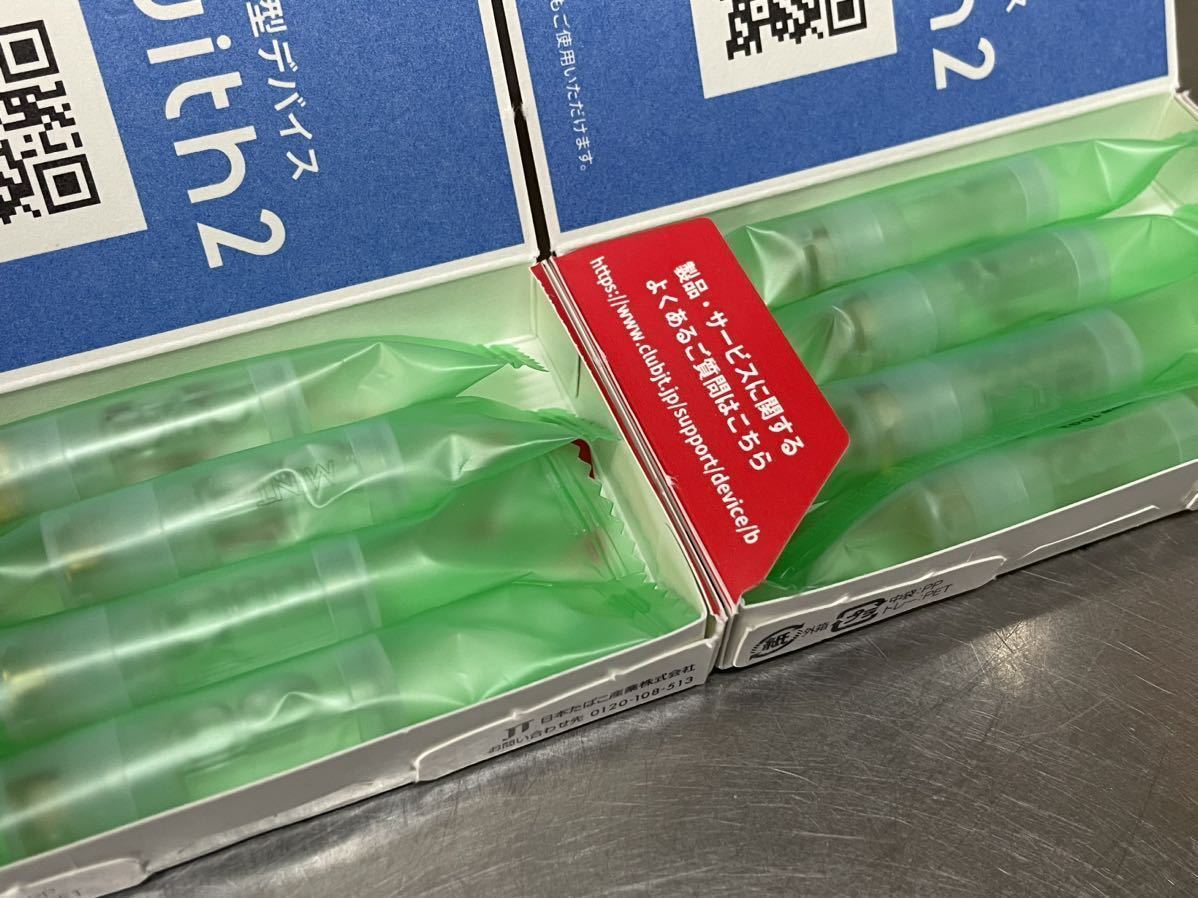 型デバイス
with2
もご使用いただけます。
h2
製品・サービスに関する
よくあるご質問はこちら
https://www.clubjt.jp/support/device/b
MNT
JT 日本たばこ産業株式会社
お問い合わせ先 0120-108-513
紙 外箱
プラ 中袋:PP
トレー:PET